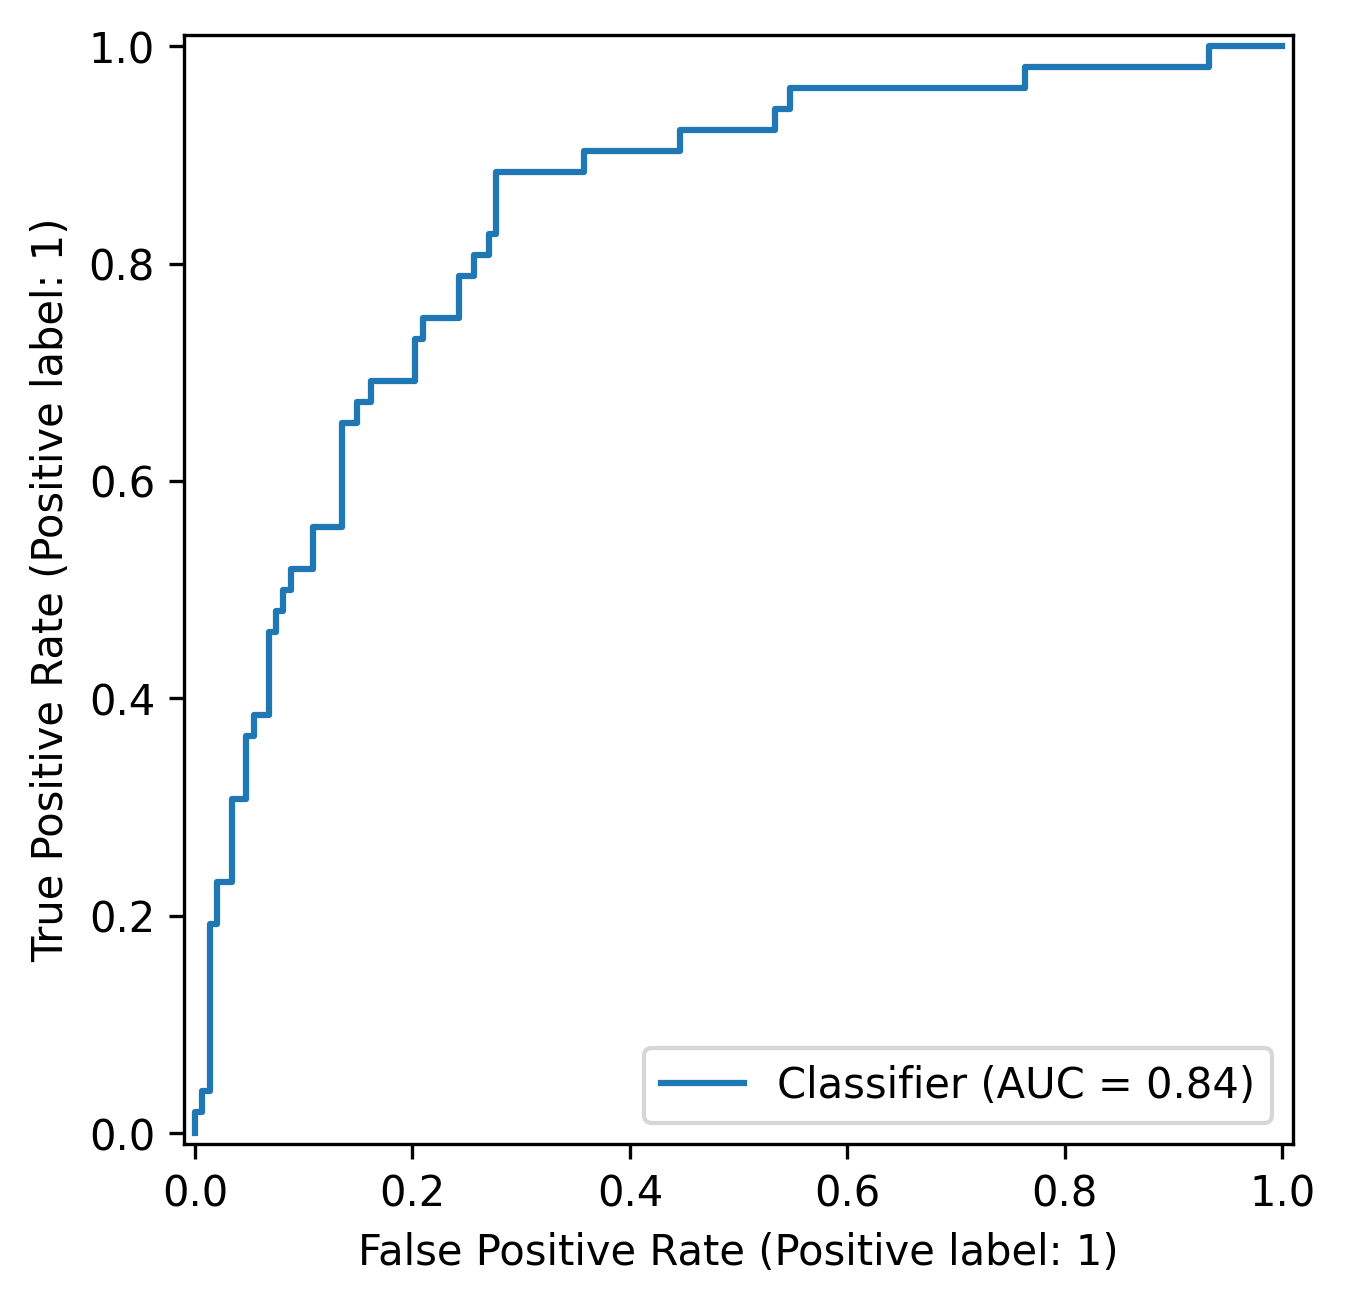 1.0
0.8
0.6
0.4
0.2
0.0
True Positive Rate (Positive label: 1)
Classifier (AUC = 0.84)
0.0 0.2 0.4 0.6 0.8 1.0
False Positive Rate (Positive label: 1)